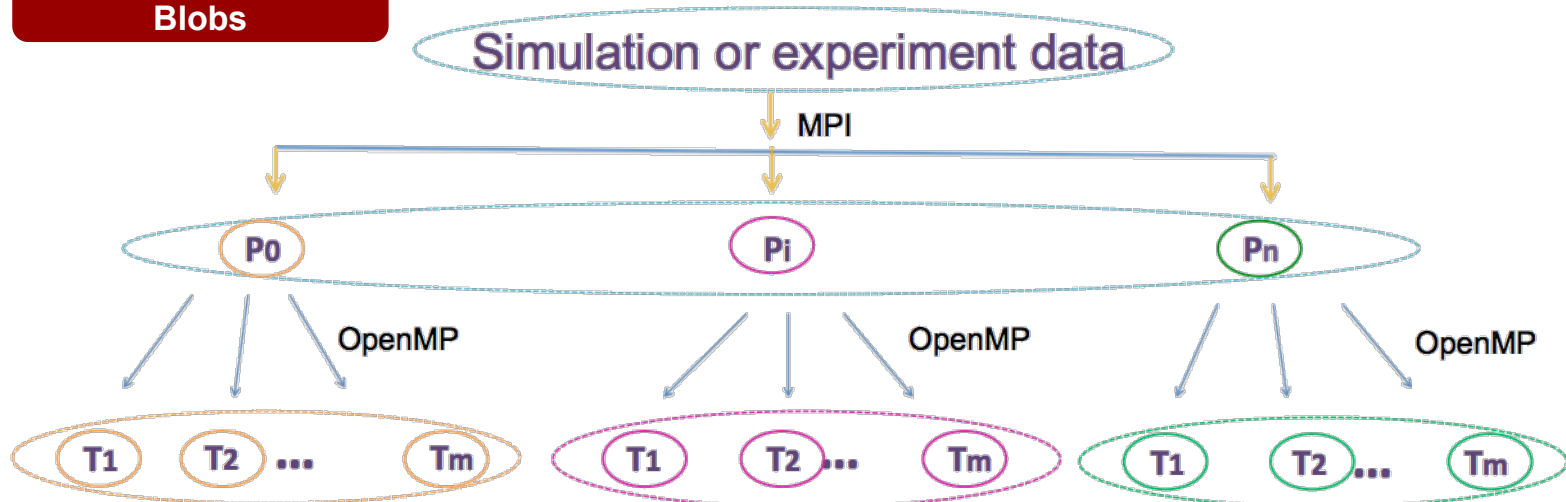 Blobs
Simulation or experiment data
MPI
P0 Pi Pn
OpenMP OpenMP OpenMP
T1 T2 ... Tm T1 T2 ... Tm T1 T2 ... Tm